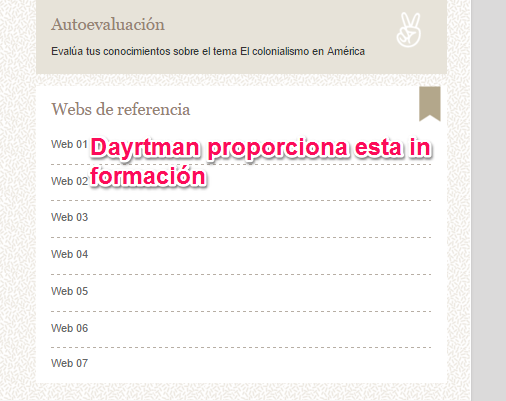 Autoevaluación
Evalúa tus conocimientos sobre el tema El colonialismo en América
Webs de referencia
Web 01
Dayrtman proporciona esta in
formación
Web 02
Web 03
Web 04
Web 05
Web 06
Web 07